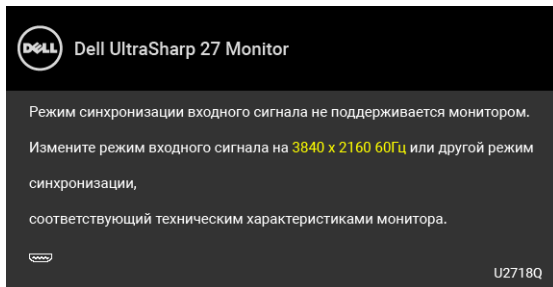 DELL Dell UltraSharp 27 Monitor
Режим синхронизации входного сигнала не поддерживается монитором.
Измените режим входного сигнала на 3840 x 2160 60Гц или другой режим
синхронизации,
соответствующий техническим характеристиками монитора.
U2718Q